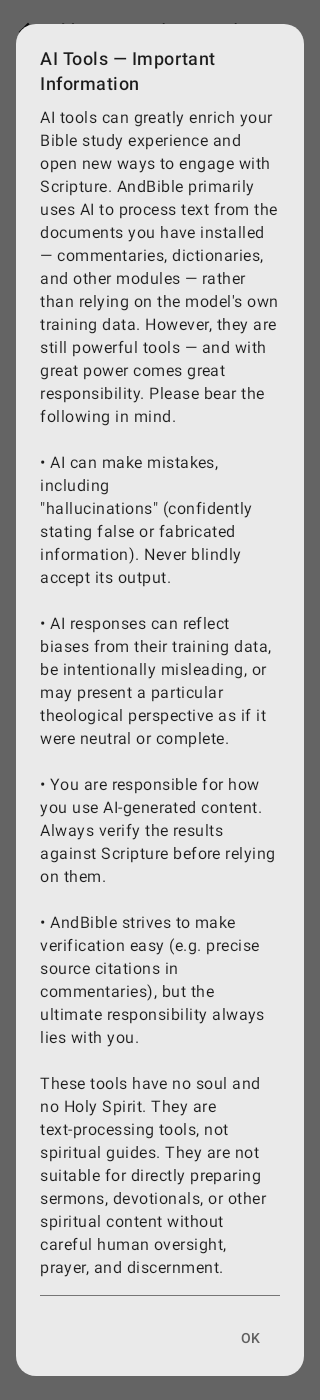 AI Tools — Important
Information
AI tools can greatly enrich your
Bible study experience and
open new ways to engage with
Scripture. AndBible primarily
uses AI to process text from the
documents you have installed
— commentaries, dictionaries,
and other modules — rather
than relying on the model's own
training data. However, they are
still powerful tools — and with
great power comes great
responsibility. Please bear the
following in mind.
• AI can make mistakes,
including
"hallucinations" (confidently
stating false or fabricated
information). Never blindly
accept its output.
• AI responses can reflect
biases from their training data,
be intentionally misleading, or
may present a particular
theological perspective as if it
were neutral or complete.
• You are responsible for how
you use AI-generated content.
Always verify the results
against Scripture before relying
on them.
• AndBible strives to make
verification easy (e.g. precise
source citations in
commentaries), but the
ultimate responsibility always
lies with you.
These tools have no soul and
no Holy Spirit. They are
text-processing tools, not
spiritual guides. They are not
suitable for directly preparing
sermons, devotionals, or other
spiritual content without
careful human oversight,
prayer, and discernment.
OK